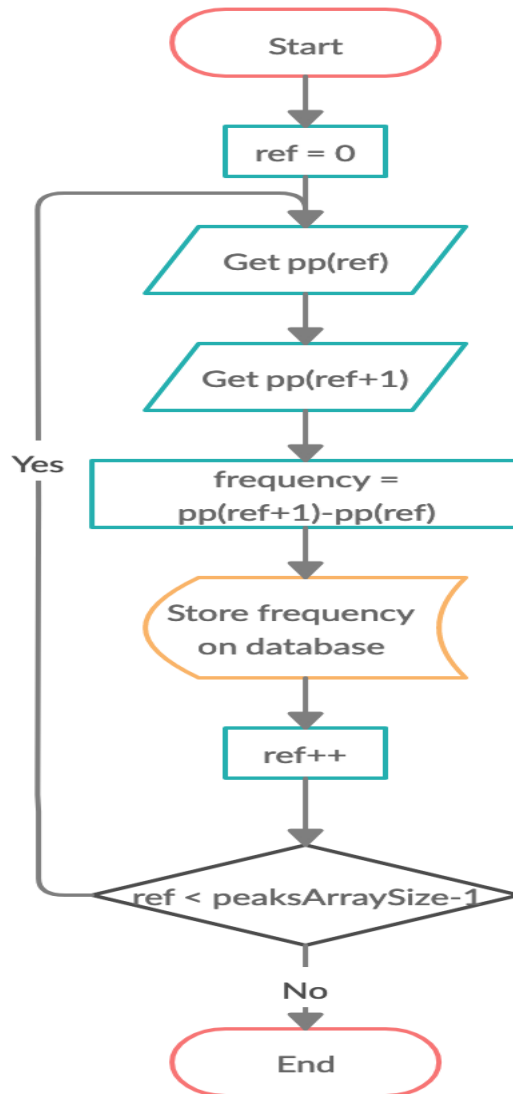 Start
ref = 0
Get pp(ref)
Get pp(ref+1)
Yes
frequency =
pp(ref+1)-pp(ref)
Store frequency
on database
ref++
ref < peaksArraySize-1
No
End